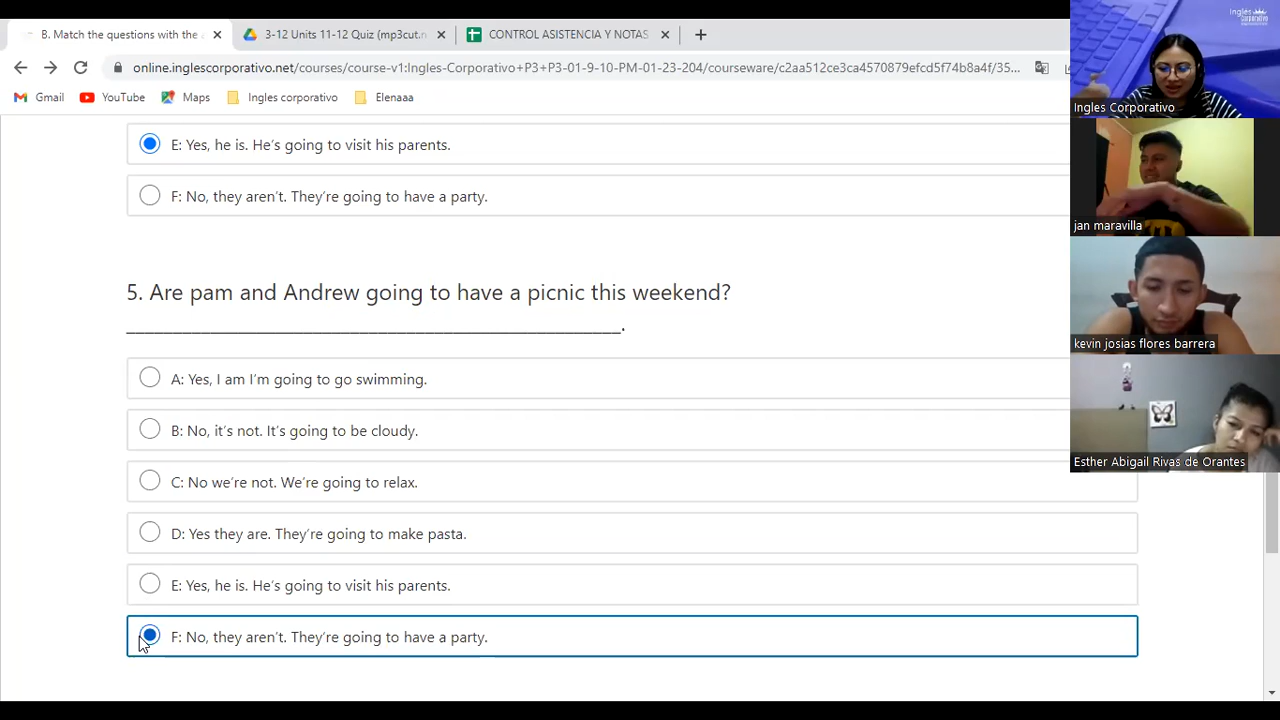 B. Match the questions with the a
3-12 Units 11-12 Quiz (mp3cut.
CONTROL ASISTENCIA Y NOTAS
online.inglescorporativo.net/courses/course-v1:Ingles-Corporativo+P3+P3-01-9-10-PM-01-23-204/courseware/c2aa512ce3ca4570879efcd5f74b8a4f/35...
Gmail
YouTube
Maps
Ingles corporativo
Elenaaa
E: Yes, he is. He's going to visit his parents.
F: No, they aren't. They're going to have a party.
5. Are pam and Andrew going to have a picnic this weekend?
_______________________________________________.
A: Yes, I am I'm going to go swimming.
B: No, it's not. It's going to be cloudy.
C: No we're not. We're going to relax.
D: Yes they are. They're going to make pasta.
E: Yes, he is. He's going to visit his parents.
F: No, they aren't. They're going to have a party.
Inglés
Corporativo
Ingles Corporativo
jan maravilla
kevin josias flores barrera
Esther Abigail Rivas de Orantes